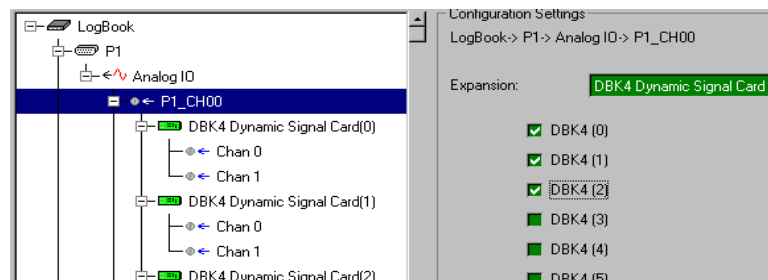 LogBook
P1
Analog IO
P1_CH00
DBK4 Dynamic Signal Card(0)
Chan 0
Chan 1
DBK4 Dynamic Signal Card(1)
Chan 0
Chan 1
DBK4 Dynamic Signal Card(2)
Configuration Settings
LogBook-> P1-> Analog IO-> P1_CH00
Expansion: DBK4 Dynamic Signal Card
DBK4 (0)
DBK4 (1)
DBK4 (2)
DBK4 (3)
DBK4 (4)
DBK4 (5)